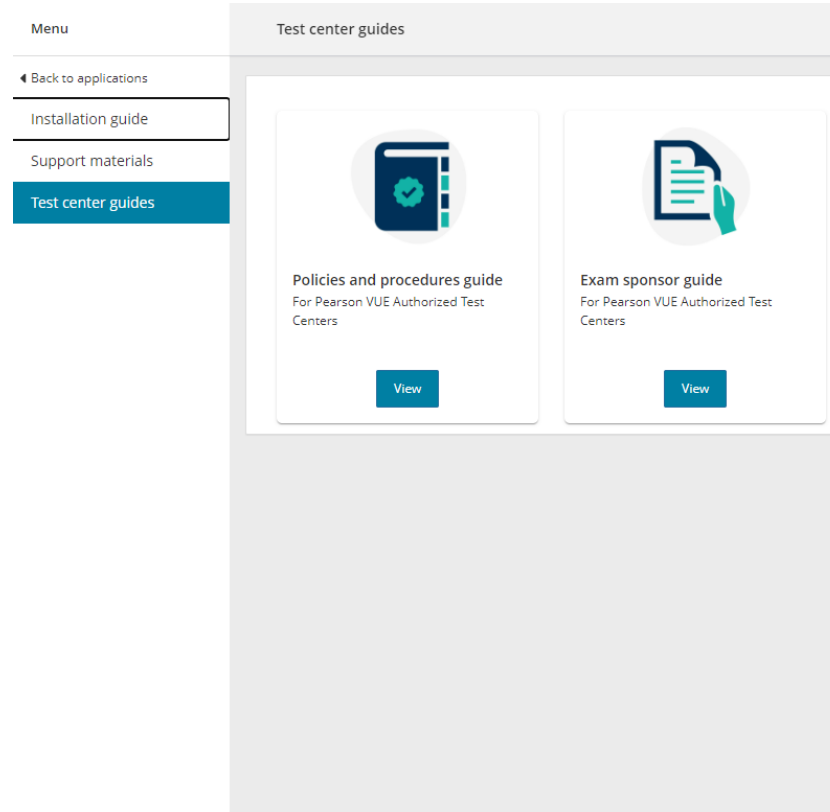 Menu
Test center guides
Back to applications
Installation guide
Support materials
Test center guides
Policies and procedures guide
For Pearson VUE Authorized Test
Centers
View
Exam sponsor guide
For Pearson VUE Authorized Test
Centers
View